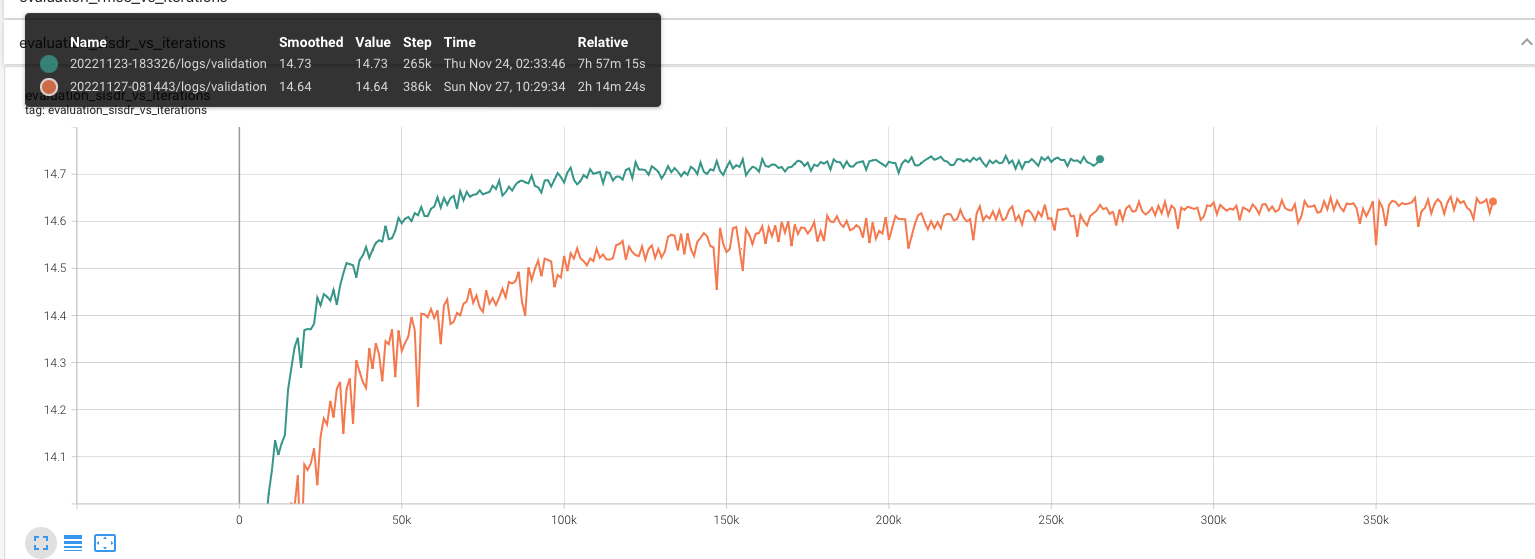 evaluation_rmse_vs_iterations
evaluation_sisdr_vs_iterations
Name Smoothed Value Step Time Relative
20221123-183326/logs/validation 14.73 14.73 265k Thu Nov 24, 02:33:46 7h 57m 15s
20221127-081443/logs/validation 14.64 14.64 386k Sun Nov 27, 10:29:34 2h 14m 24s
evaluation_sisdr_vs_iterations
tag: evaluation_sisdr_vs_iterations
14.7
14.6
14.5
14.4
14.3
14.2
14.1
0 50k 100k 150k 200k 250k 300k 350k